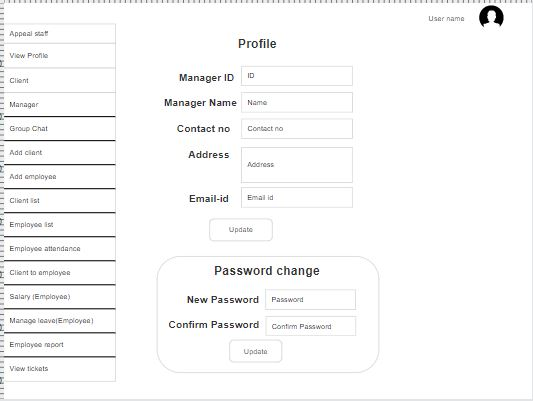 User name
Appeal staff
View Profile
Client
Manager
Group Chat
Add client
Add employee
Client list
Employee list
Employee attendance
Client to employee
Salary (Employee)
Manage leave(Employee)
Employee report
View tickets
Profile
Manager ID ID
Manager Name Name
Contact no Contact no
Address Address
Email-id Email id
Update
Password change
New Password Password
Confirm Password Confirm Password
Update